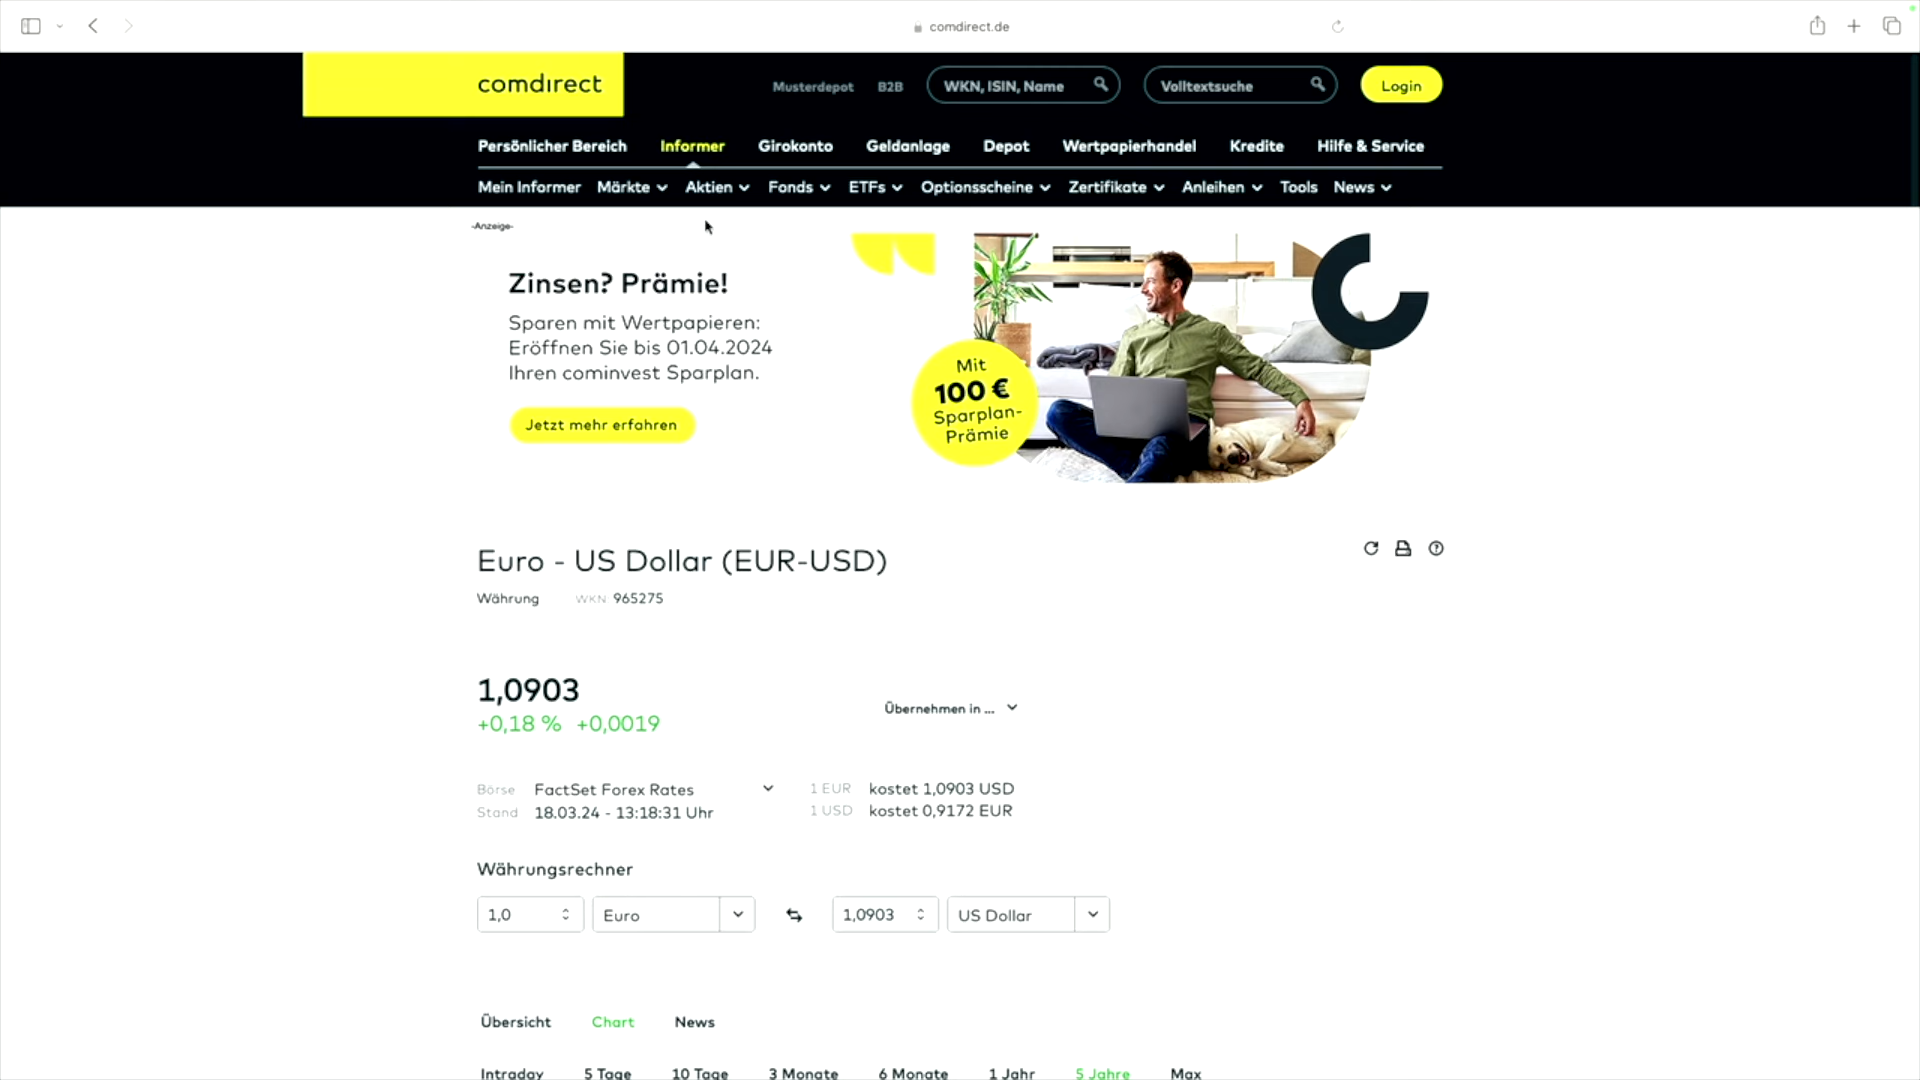 comdirect.de
comdirect
Musterdepot B2B WKN, ISIN, Name Volltextsuche Login
Persönlicher Bereich Informer Girokonto Geldanlage Depot Wertpapierhandel Kredite Hilfe & Service
Mein Informer Märkte Aktien Fonds ETFs Optionsscheine Zertifikate Anleihen Tools News
-Anzeige-
Zinsen? Prämie!
Sparen mit Wertpapieren:
Eröffnen Sie bis 01.04.2024
Ihren cominvest Sparplan.
Jetzt mehr erfahren
Mit
100 €
Sparplan-
Prämie
Euro - US Dollar (EUR-USD)
Währung WKN 965275
1,0903
+0,18 % +0,0019
Übernehmen in ...
Börse FactSet Forex Rates
Stand 18.03.24 - 13:18:31 Uhr
1 EUR kostet 1,0903 USD
1 USD kostet 0,9172 EUR
Währungsrechner
1,0 Euro 1,0903 US Dollar
Übersicht Chart News
Intraday 5 Tage 10 Tage 3 Monate 6 Monate 1 Jahr 5 Jahre Max